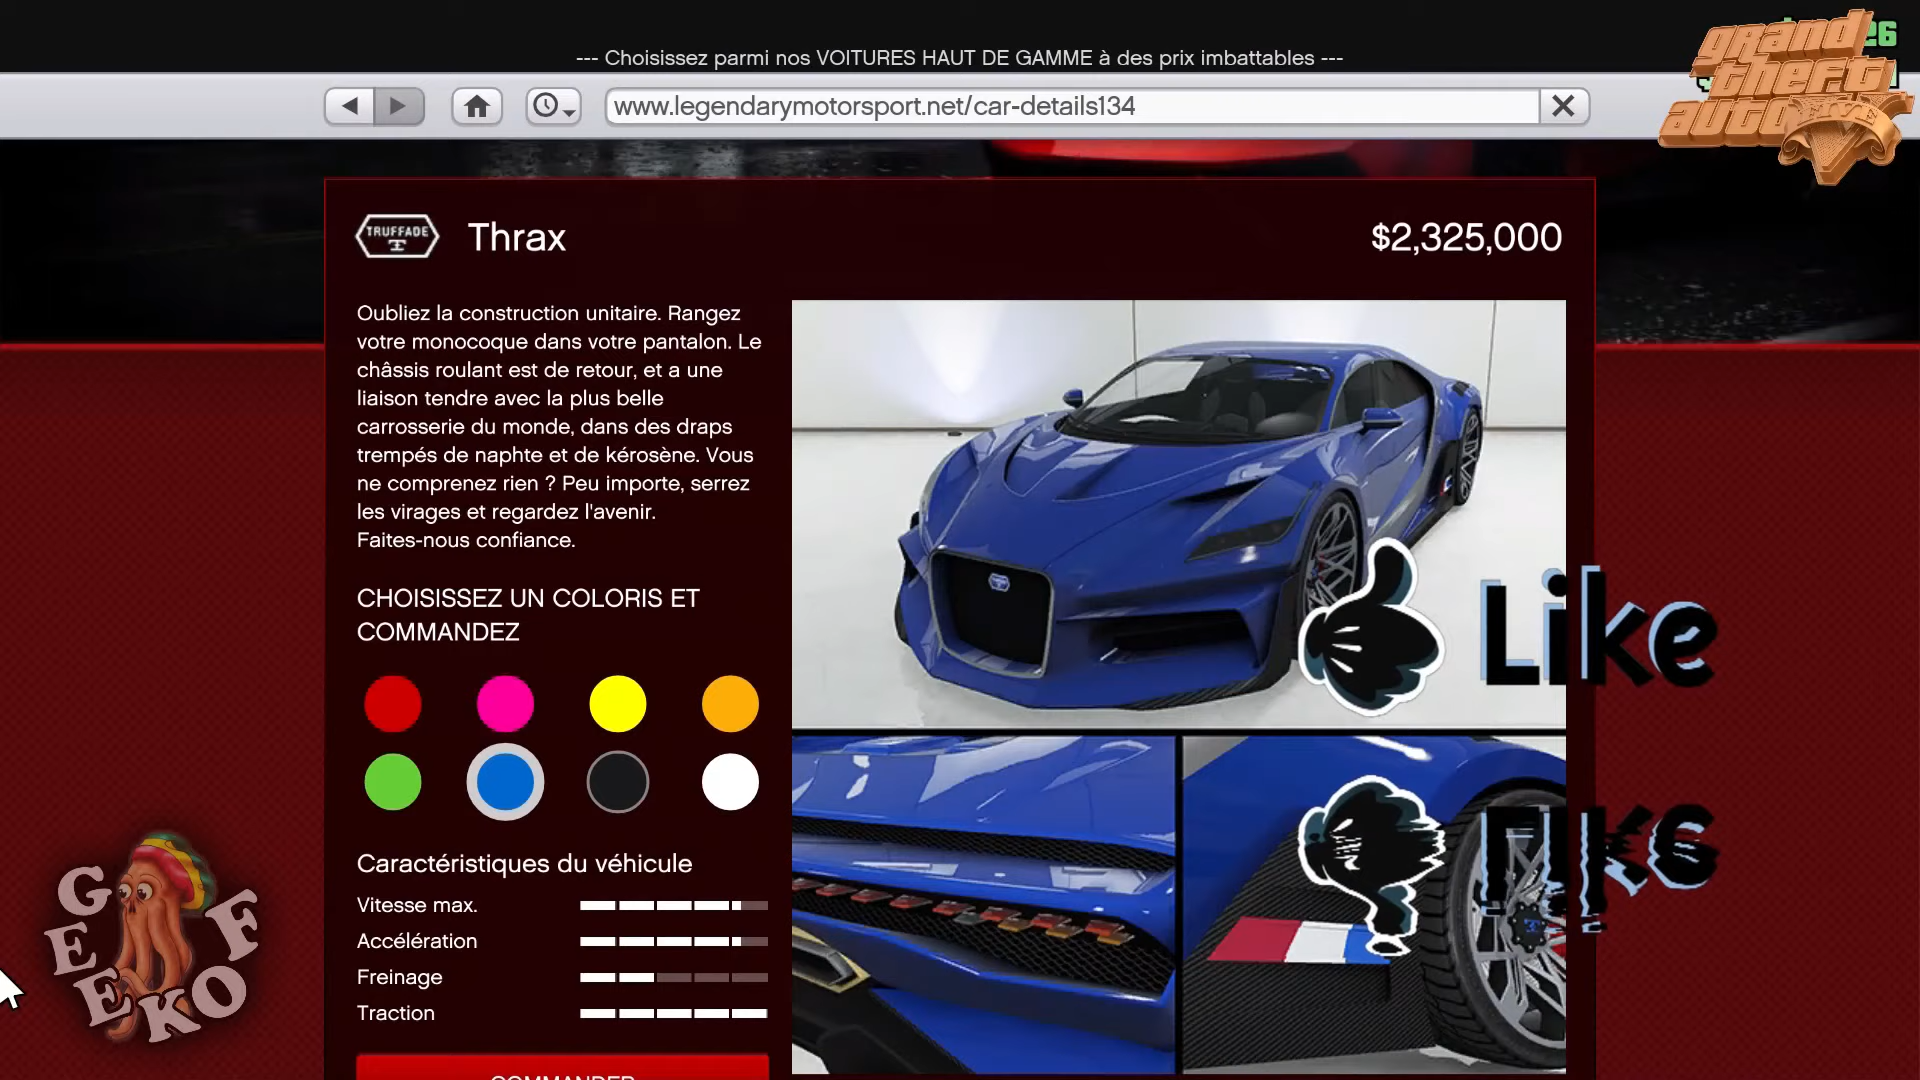 --- Choisissez parmi nos VOITURES HAUT DE GAMME à des prix imbattables ---
26
grand
theft
auto
FIVE
www.legendarymotorsport.net/car-details134
TRUFFADE
Thrax
$2,325,000
Oubliez la construction unitaire. Rangez
votre monocoque dans votre pantalon. Le
châssis roulant est de retour, et a une
liaison tendre avec la plus belle
carrosserie du monde, dans des draps
trempés de naphte et de kérosène. Vous
ne comprenez rien ? Peu importe, serrez
les virages et regardez l'avenir.
Faites-nous confiance.
CHOISISSEZ UN COLORIS ET
COMMANDEZ
Like
Caractéristiques du véhicule
Vitesse max.
Accélération
Freinage
Traction
COMMANDER
GEEKOF